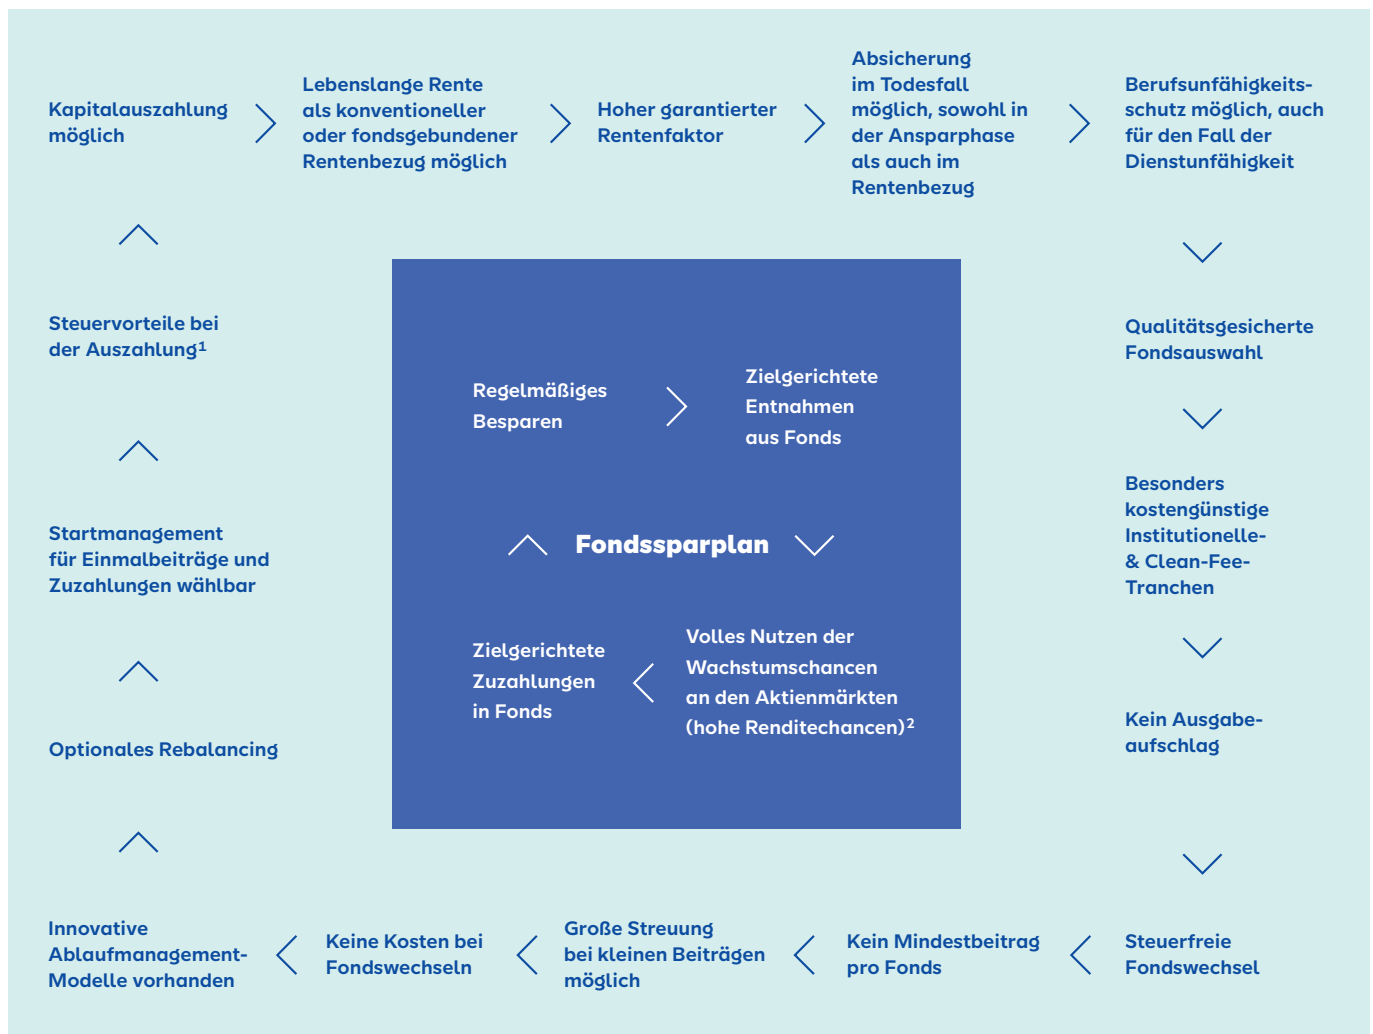 Kapitalauszahlung
möglich
Lebenslange Rente
als konventioneller
oder fondsgebundener
Rentenbezug möglich
Hoher garantierter
Rentenfaktor
Absicherung
im Todesfall
möglich, sowohl in
der Ansparphase
als auch im
Rentenbezug
Berufsunfähigkeits-
schutz möglich, auch
für den Fall der
Dienstunfähigkeit
Qualitätsgesicherte
Fondsauswahl
Besonders
kostengünstige
Institutionelle-
& Clean-Fee-
Tranchen
Kein Ausgabe-
aufschlag
Steuerfreie
Fondswechsel
Kein Mindestbeitrag
pro Fonds
Große Streuung
bei kleinen Beiträgen
möglich
Keine Kosten bei
Fondswechseln
Innovative
Ablaufmanagement-
Modelle vorhanden
Optionales Rebalancing
Startmanagement
für Einmalbeiträge und
Zuzahlungen wählbar
Steuervorteile bei
der Auszahlung¹
Regelmäßiges
Besparen
Zielgerichtete
Entnahmen
aus Fonds
Fondssparplan
Volles Nutzen der
Wachstumschancen
an den Aktienmärkten
(hohe Renditechancen)²
Zielgerichtete
Zuzahlungen
in Fonds